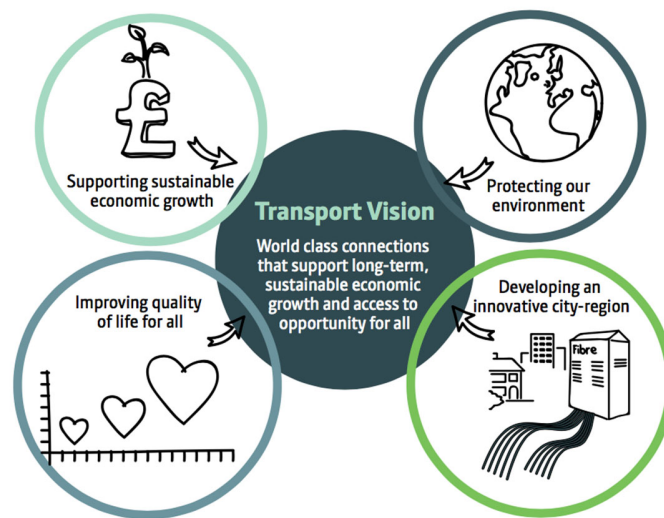 Supporting sustainable
economic growth
Protecting our
environment
Transport Vision
World class connections
that support long-term,
sustainable economic
growth and access to
opportunity for all
Improving quality
of life for all
Developing an
innovative city-region
Fibre